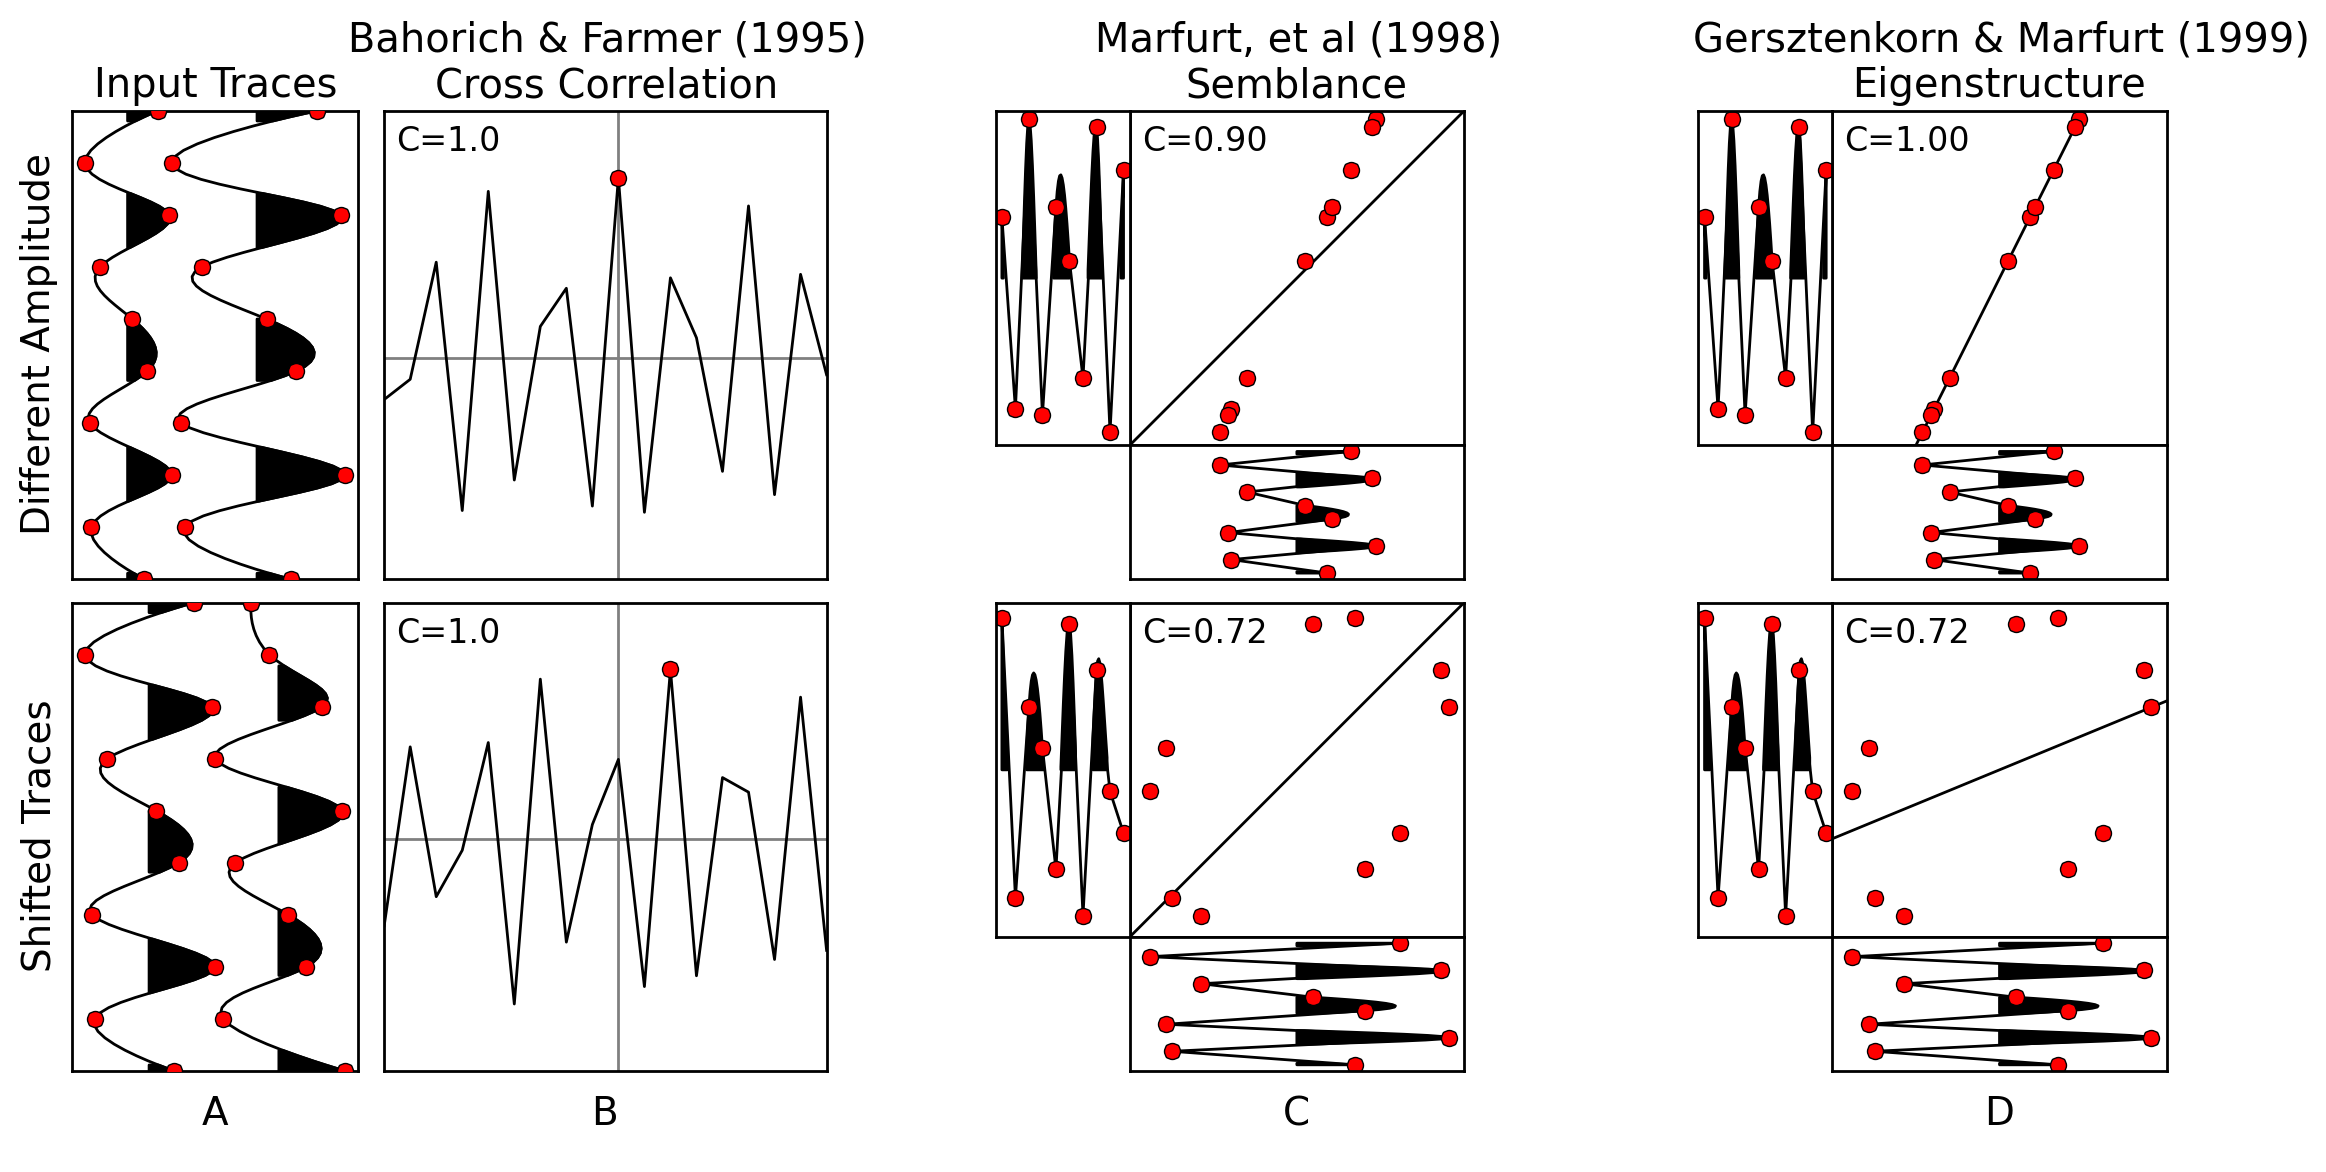 Bahorich & Farmer (1995)
Marfurt, et al (1998)
Gersztenkorn & Marfurt (1999)
Input Traces
Cross Correlation
Semblance
Eigenstructure
Different Amplitude
C=1.0
C=0.90
C=1.00
Shifted Traces
C=1.0
C=0.72
C=0.72
A
B
C
D